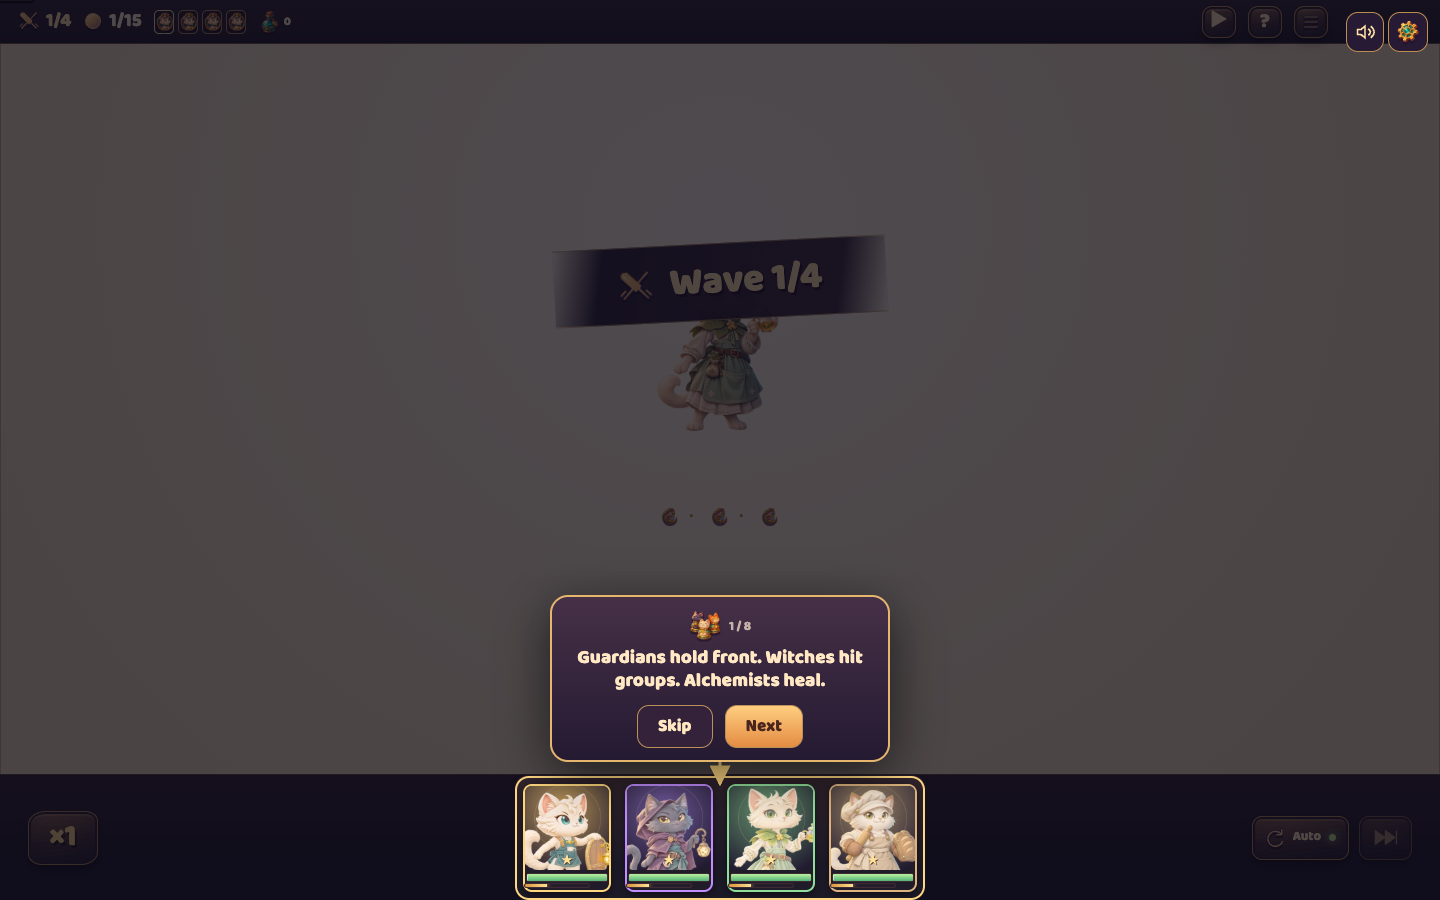 1/4 1/15 0
?
Wave 1/4
1/8
Guardians hold front. Witches hit
groups. Alchemists heal.
Skip Next
×1
Auto